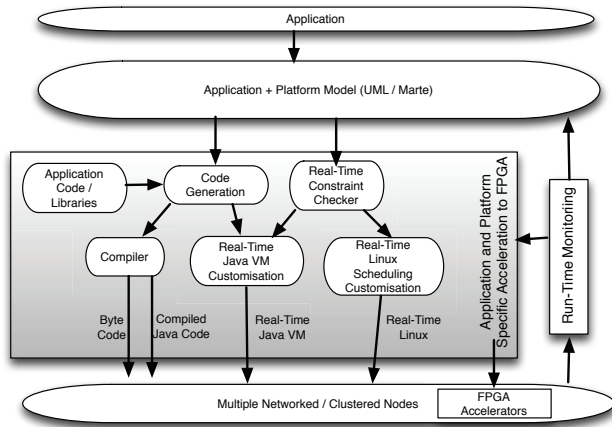 Application
Application + Platform Model (UML / Marte)
Application
Code /
Libraries
Code
Generation
Real-Time
Constraint
Checker
Compiler
Real-Time
Java VM
Customisation
Real-Time
Linux
Scheduling
Customisation
Application and Platform
Specific Acceleration to FPGA
Run-Time Monitoring
Byte
Code
Compiled
Java Code
Real-Time
Java VM
Real-Time
Linux
Multiple Networked / Clustered Nodes
FPGA
Accelerators